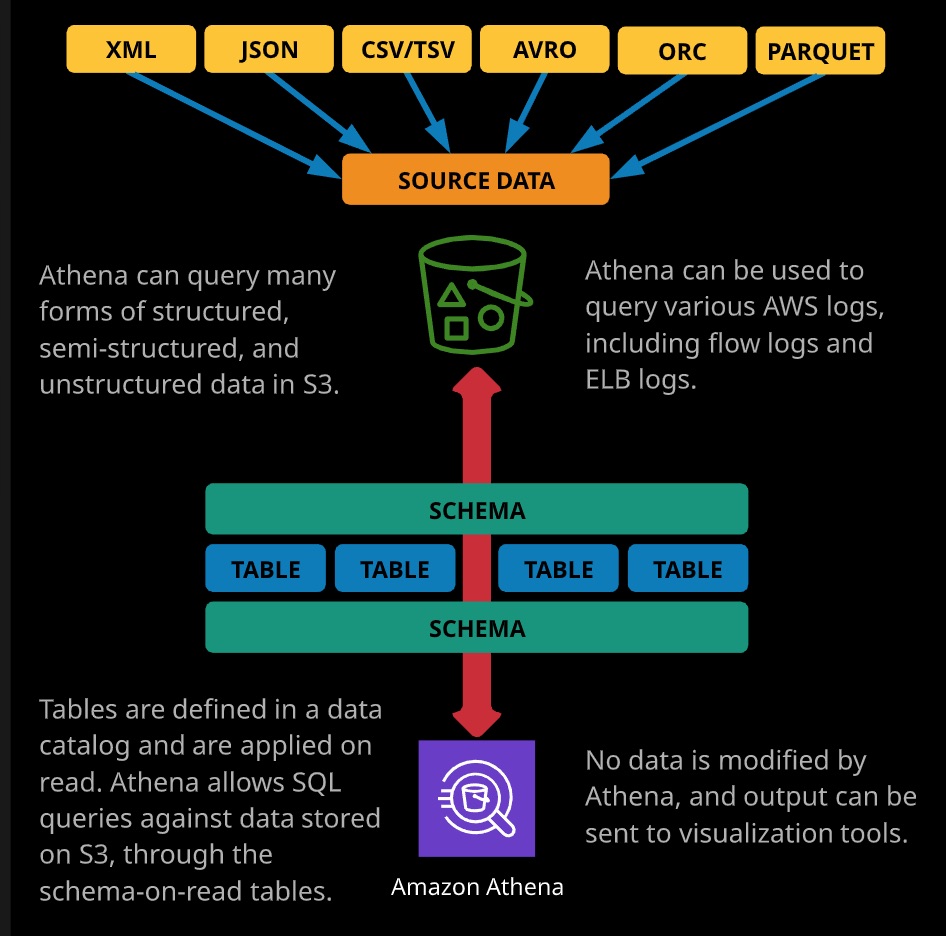 XML JSON CSV/TSV AVRO ORC PARQUET
SOURCE DATA
Athena can query many
forms of structured,
semi-structured, and
unstructured data in S3.
Athena can be used to
query various AWS logs,
including flow logs and
ELB logs.
SCHEMA
TABLE TABLE TABLE TABLE
SCHEMA
Tables are defined in a data
catalog and are applied on
read. Athena allows SQL
queries against data stored
on S3, through the
schema-on-read tables.
No data is modified by
Athena, and output can be
sent to visualization tools.
Amazon Athena